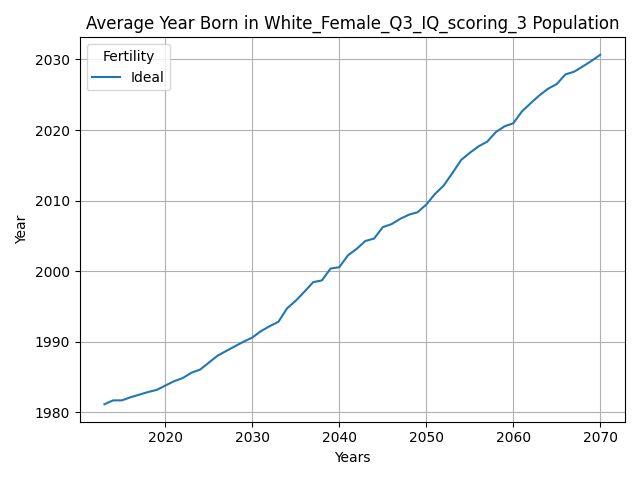 Average Year Born in White_Female_Q3_IQ_scoring_3 Population
Fertility
Ideal
2030
2020
2010
2000
1990
1980
Year
2020 2030 2040 2050 2060 2070
Years